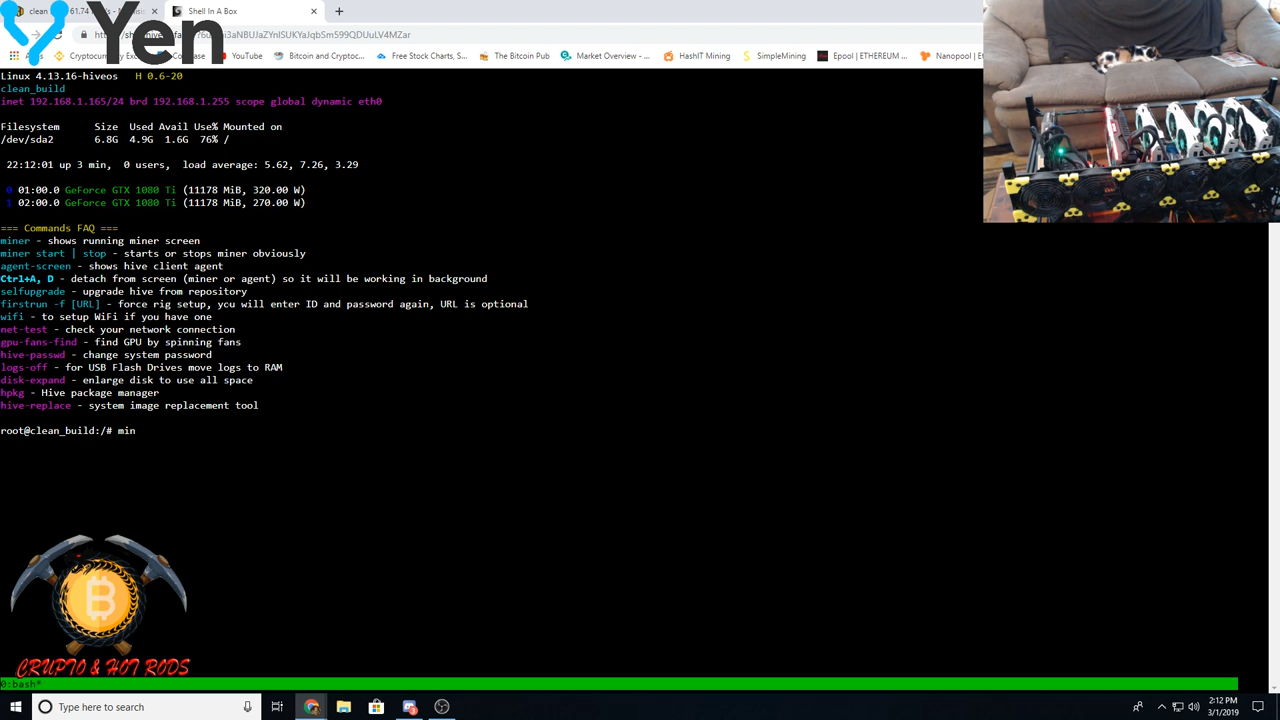 clean
61.74
Shell In A Box
Yen
aNBUJaZYnlSUKYaJqbSm599QDUuLV4MZar
Cryptocurrency
YouTube
Bitcoin and Cryptoc...
Free Stock Charts, S...
The Bitcoin Pub
Market Overview - ...
HashIT Mining
SimpleMining
Epool | ETHEREUM ...
Nanopool | E
Linux 4.13.16-hiveos H 0.6-20
clean_build
inet 192.168.1.165/24 brd 192.168.1.255 scope global dynamic eth0
Filesystem Size Used Avail Use% Mounted on
/dev/sda2 6.8G 4.9G 1.6G 76% /
22:12:01 up 3 min, 0 users, load average: 5.62, 7.26, 3.29
0 01:00.0 GeForce GTX 1080 Ti (11178 MiB, 320.00 W)
1 02:00.0 GeForce GTX 1080 Ti (11178 MiB, 270.00 W)
=== Commands FAQ ===
miner - shows running miner screen
miner start | stop - starts or stops miner obviously
agent-screen - shows hive client agent
Ctrl+A, D - detach from screen (miner or agent) so it will be working in background
selfupgrade - upgrade hive from repository
firstrun -f [URL] - force rig setup, you will enter ID and password again, URL is optional
wifi - to setup WiFi if you have one
net-test - check your network connection
gpu-fans-find - find GPU by spinning fans
hive-passwd - change system password
logs-off - for USB Flash Drives move logs to RAM
disk-expand - enlarge disk to use all space
hpkg - Hive package manager
hive-replace - system image replacement tool
root@clean_build:/# min
CRUPTO & HOT RODS
0:bash*
Type here to search
2:12 PM
3/1/2019